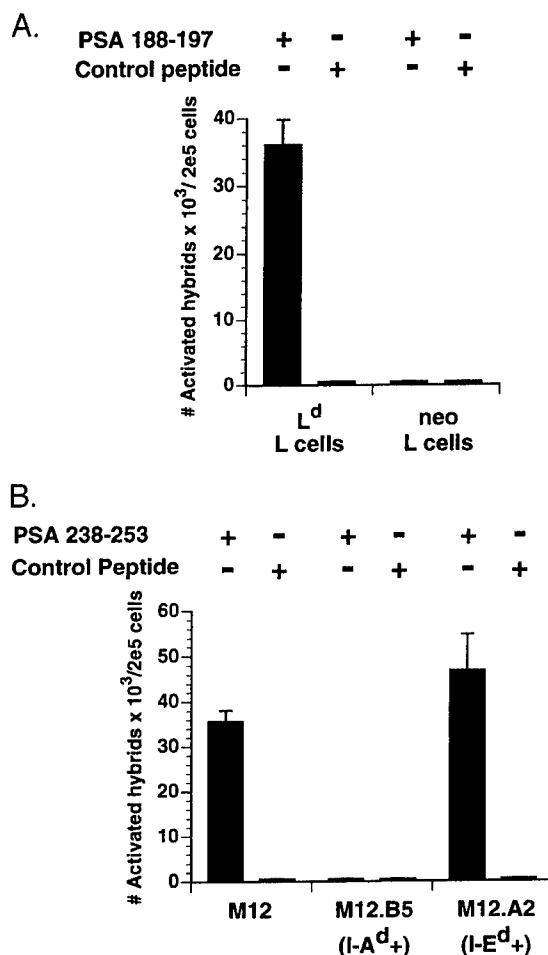 A.
PSA 188-197 + - + -
Control peptide - + - +
# Activated hybrids x 10³/ 2e5 cells
40
30
20
10
0
L^d neo
L cells L cells
B.
PSA 238-253 + - + - + -
Control Peptide - + - + - +
# Activated hybrids x 10³/2e5 cells
60
50
40
30
20
10
0
M12 M12.B5 M12.A2
(I-A^d+) (I-E^d+)